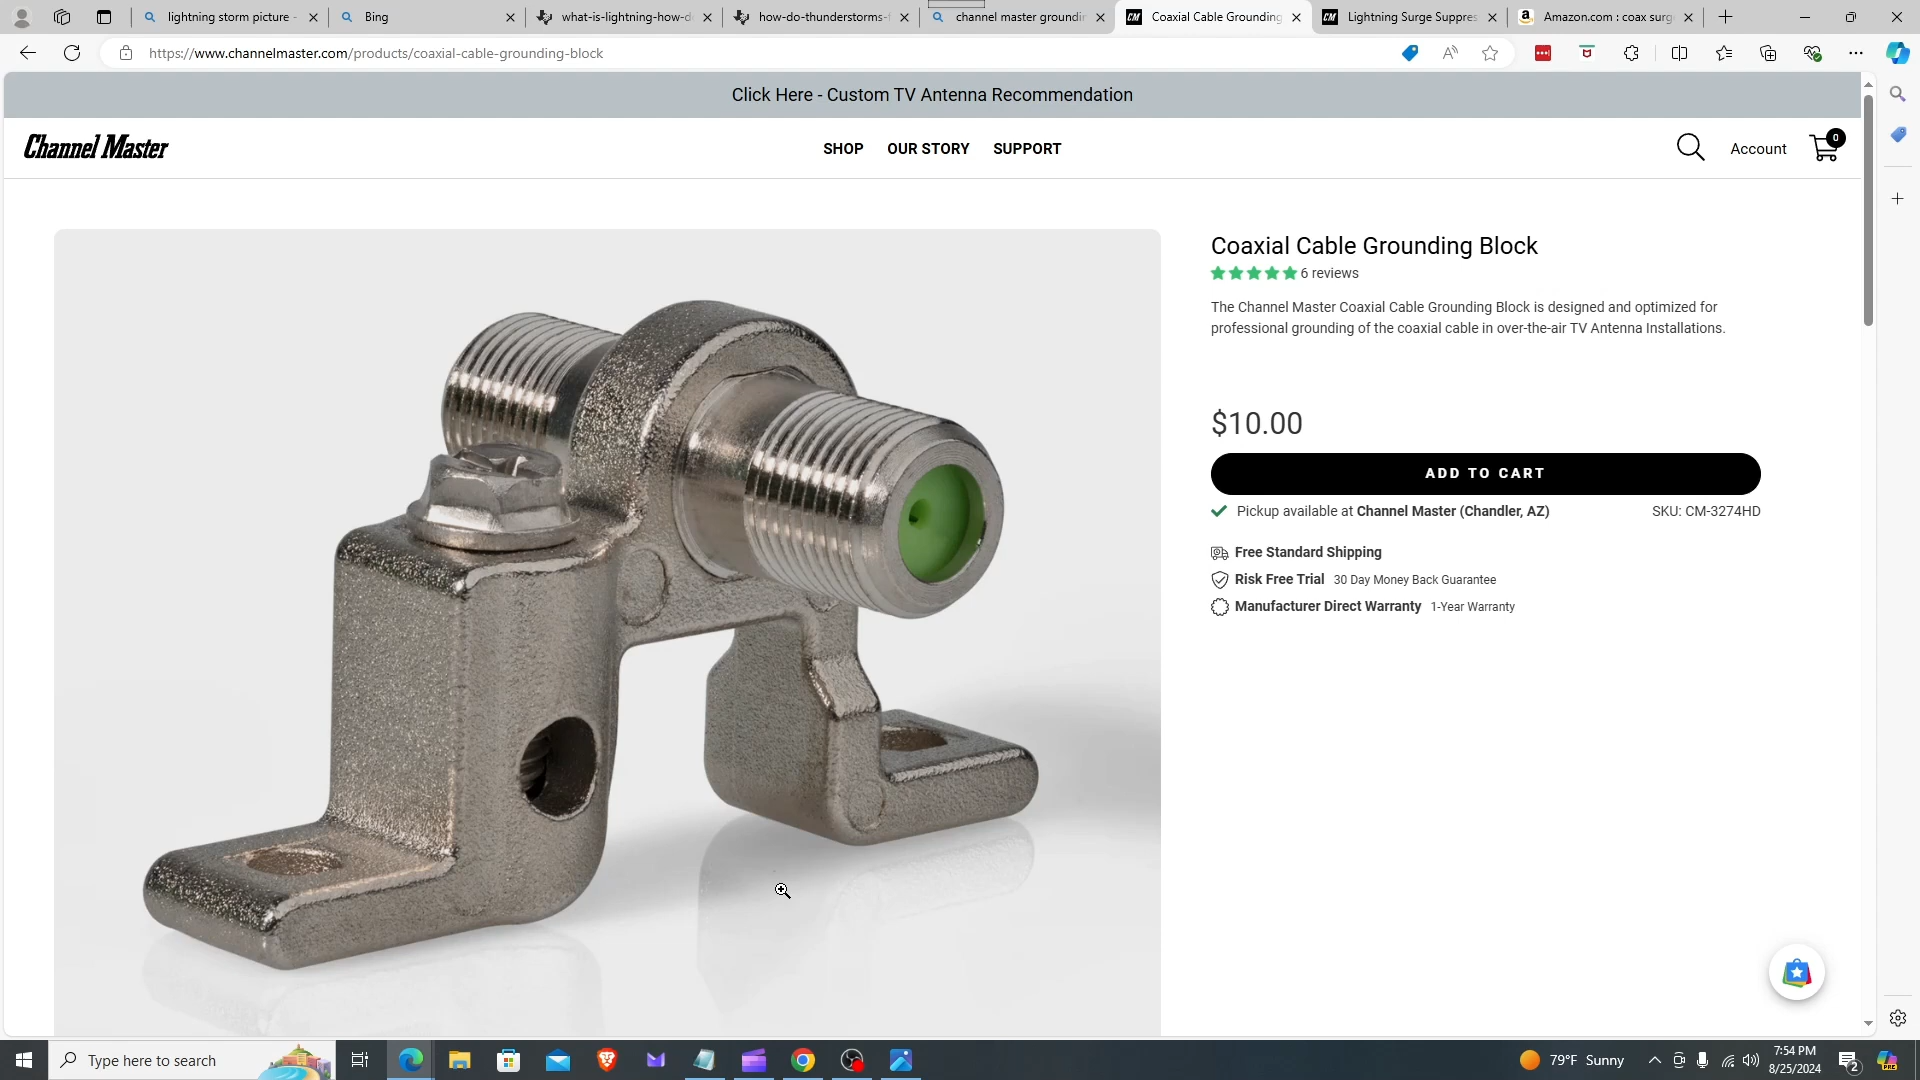 lightning storm picture -
Bing
what-is-lightning-how-d
how-do-thunderstorms-f
channel master groundin
Coaxial Cable Grounding
Lightning Surge Suppres
Amazon.com : coax surg
https://www.channelmaster.com/products/coaxial-cable-grounding-block
Click Here - Custom TV Antenna Recommendation
Channel Master
SHOP OUR STORY SUPPORT
Account
0
Coaxial Cable Grounding Block
6 reviews
The Channel Master Coaxial Cable Grounding Block is designed and optimized for
professional grounding of the coaxial cable in over-the-air TV Antenna Installations.
$10.00
ADD TO CART
Pickup available at Channel Master (Chandler, AZ) SKU: CM-3274HD
Free Standard Shipping
Risk Free Trial 30 Day Money Back Guarantee
Manufacturer Direct Warranty 1-Year Warranty
Type here to search
79°F Sunny
7:54 PM
8/25/2024
2